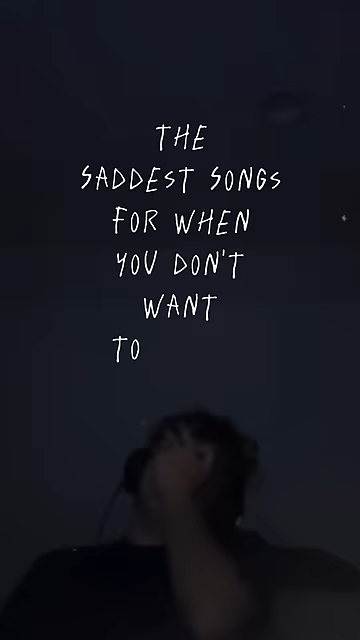 THE
SADDEST SONGS
FOR WHEN
YOU DON'T
WANT
TO